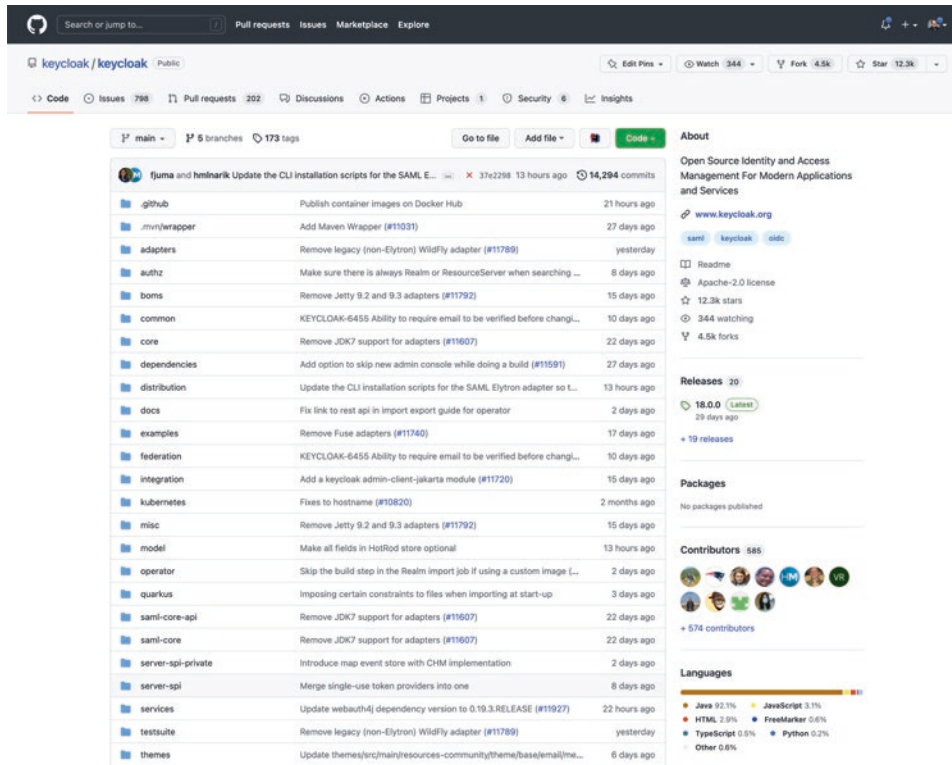 Search or jump to... /
Pull requests Issues Marketplace Explore
keycloak / keycloak Public
Edit Pins Watch 344 Fork 4.5k Star 12.3k
Code Issues 798 Pull requests 202 Discussions Actions Projects 1 Security 6 Insights
main 5 branches 173 tags Go to file Add file Code
fjuma and hmlnarik Update the CLI installation scripts for the SAML E... ... 37e2298 13 hours ago 14,294 commits
.github Publish container images on Docker Hub 21 hours ago
.mvn/wrapper Add Maven Wrapper (#11031) 27 days ago
adapters Remove legacy (non-Elytron) WildFly adapter (#11789) yesterday
authz Make sure there is always Realm or ResourceServer when searching ... 8 days ago
boms Remove Jetty 9.2 and 9.3 adapters (#11792) 15 days ago
common KEYCLOAK-6455 Ability to require email to be verified before changi... 10 days ago
core Remove JDK7 support for adapters (#11607) 22 days ago
dependencies Add option to skip new admin console while doing a build (#11591) 27 days ago
distribution Update the CLI installation scripts for the SAML Elytron adapter so t... 13 hours ago
docs Fix link to rest api in import export guide for operator 2 days ago
examples Remove Fuse adapters (#11740) 17 days ago
federation KEYCLOAK-6455 Ability to require email to be verified before changi... 10 days ago
integration Add a keycloak admin-client-jakarta module (#11720) 15 days ago
kubernetes Fixes to hostname (#10820) 2 months ago
misc Remove Jetty 9.2 and 9.3 adapters (#11792) 15 days ago
model Make all fields in HotRod store optional 13 hours ago
operator Skip the build step in the Realm import job if using a custom image (... 2 days ago
quarkus Imposing certain constraints to files when importing at start-up 3 days ago
saml-core-api Remove JDK7 support for adapters (#11607) 22 days ago
saml-core Remove JDK7 support for adapters (#11607) 22 days ago
server-spi-private Introduce map event store with CHM implementation 2 days ago
server-spi Merge single-use token providers into one 8 days ago
services Update webauth4j dependency version to 0.19.3.RELEASE (#11927) 22 hours ago
testsuite Remove legacy (non-Elytron) WildFly adapter (#11789) yesterday
themes Update themes/src/main/resources-community/theme/base/email/me... 6 days ago
About
Open Source Identity and Access
Management For Modern Applications
and Services
www.keycloak.org
saml keycloak oidc
Readme
Apache-2.0 license
12.3k stars
344 watching
4.5k forks
Releases 20
18.0.0 Latest
29 days ago
+ 19 releases
Packages
No packages published
Contributors 585
HM VR
+ 574 contributors
Languages
Java 92.1% JavaScript 3.1%
HTML 2.9% FreeMarker 0.6%
TypeScript 0.5% Python 0.2%
Other 0.6%